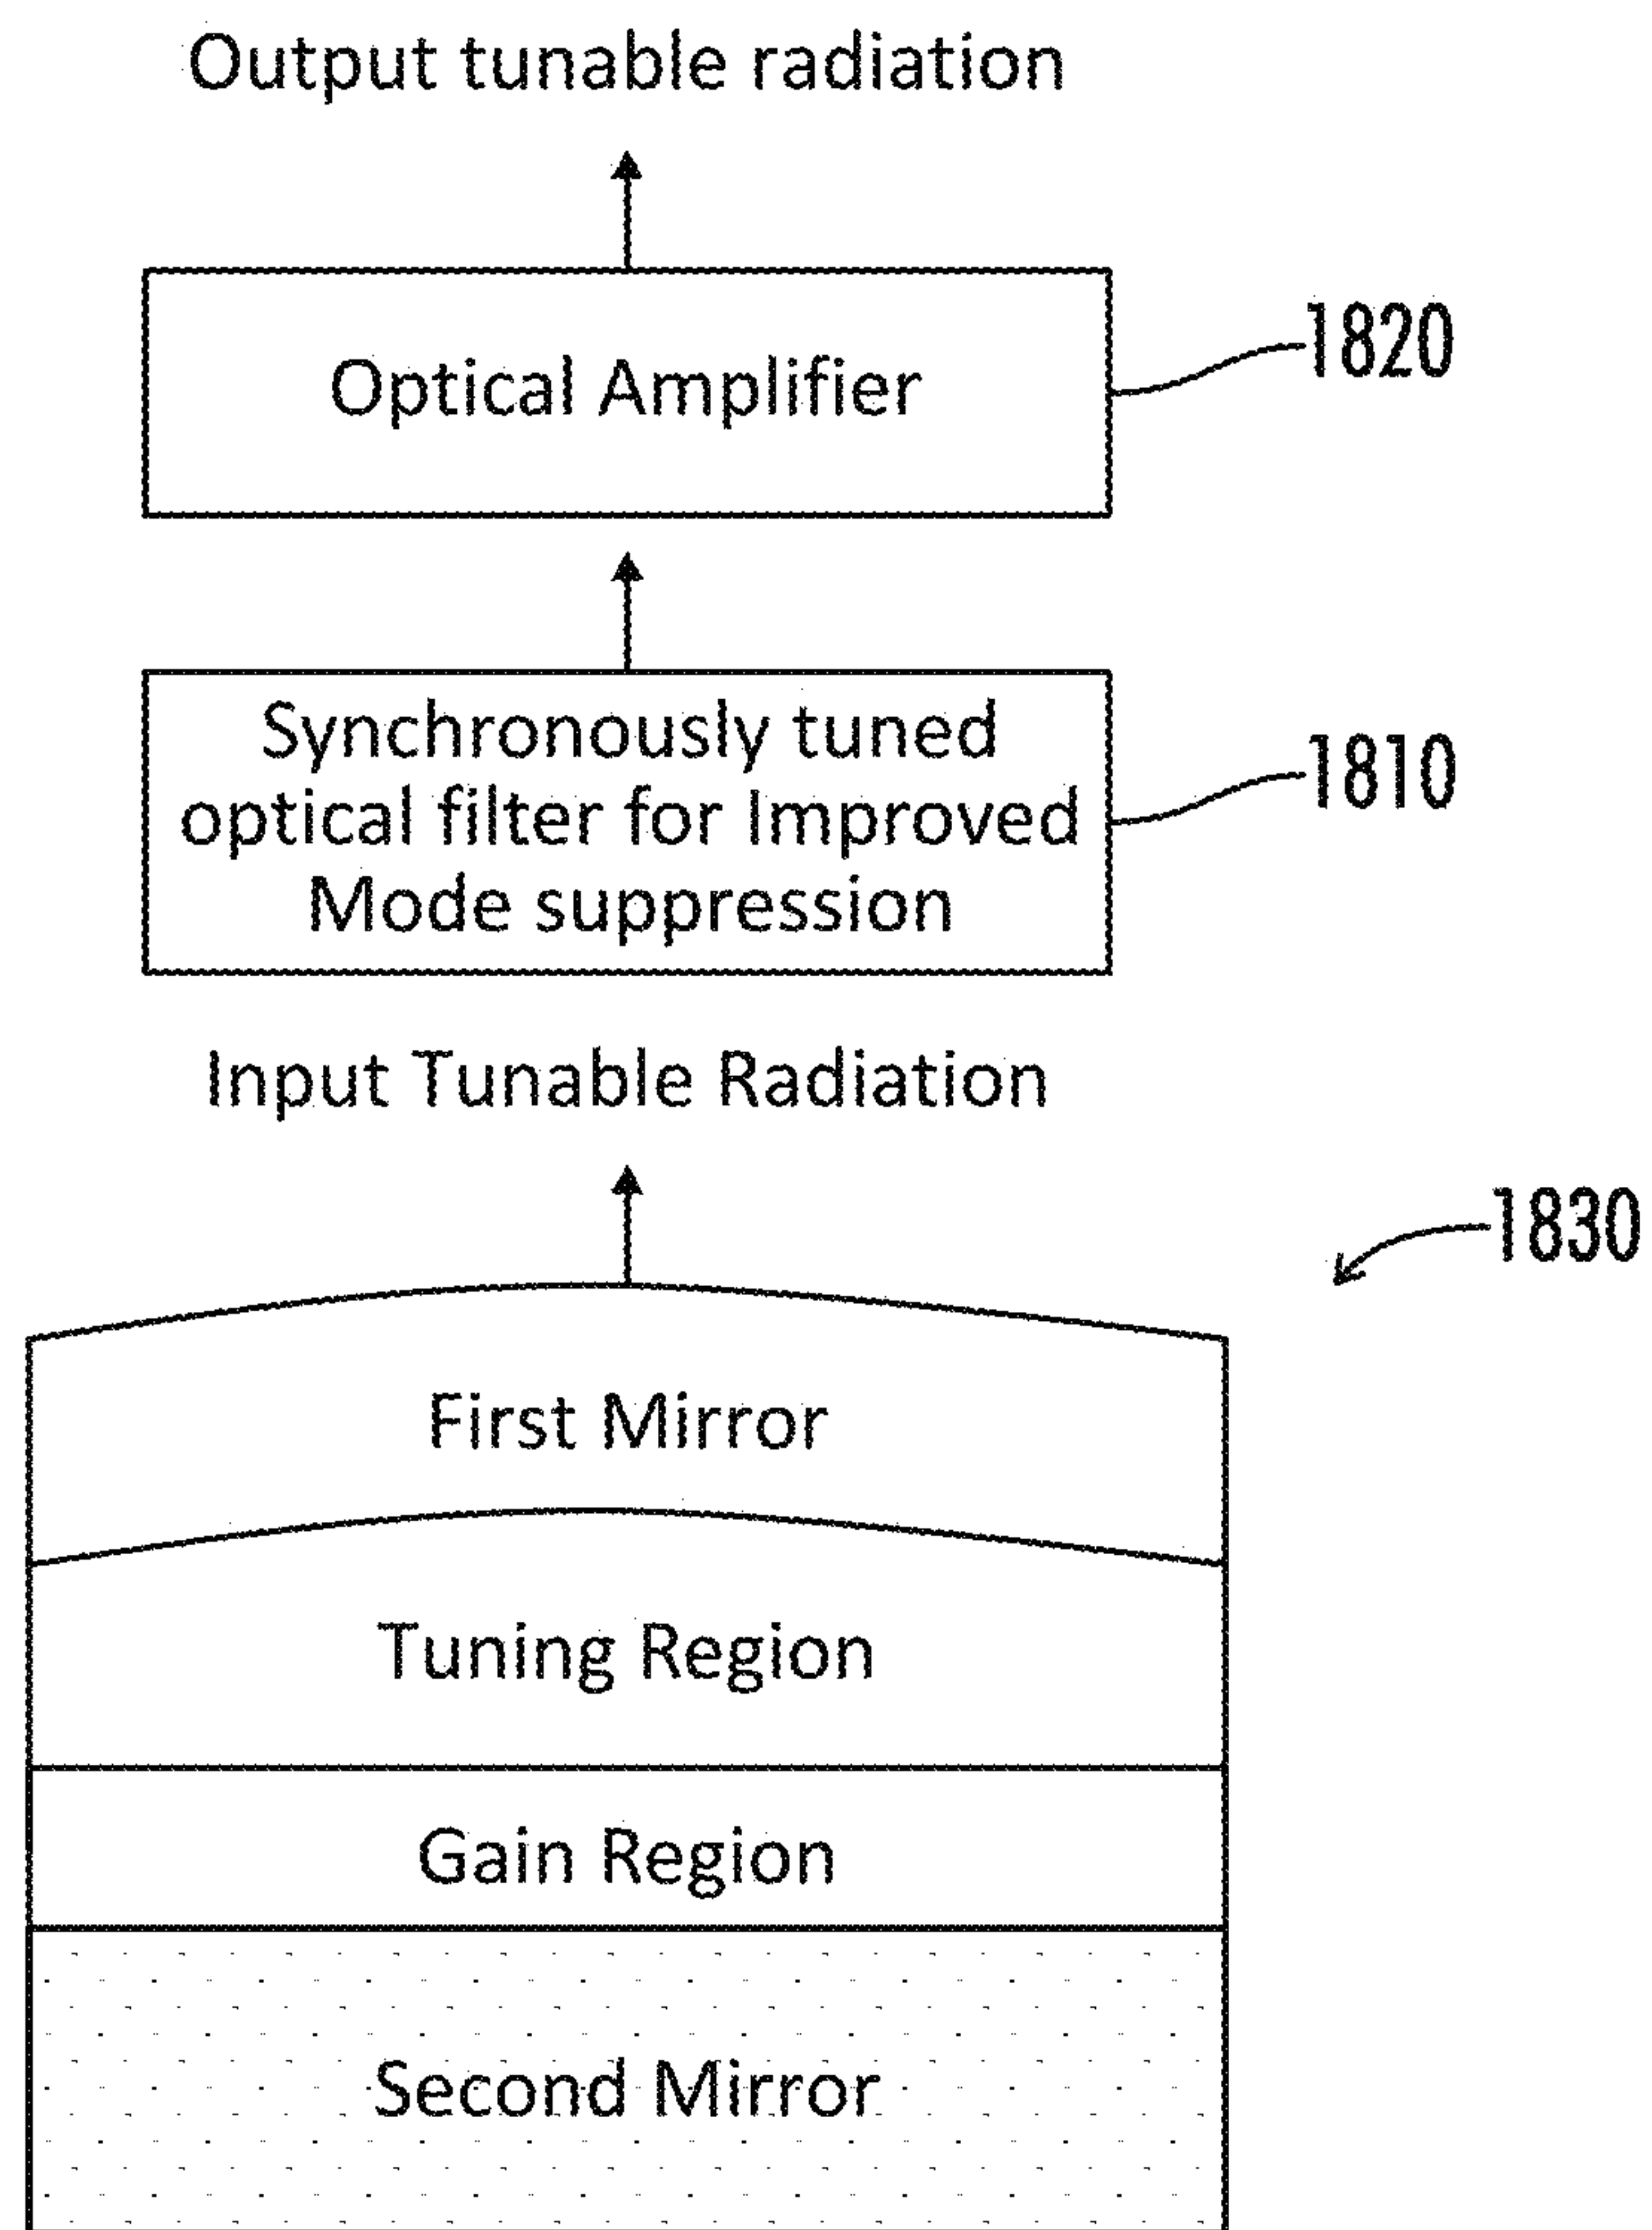 Output tunable radiation
Optical Amplifier
1820
Synchronously tuned
optical filter for Improved
Mode suppression
1810
Input Tunable Radiation
1830
First Mirror
Tuning Region
Gain Region
Second Mirror